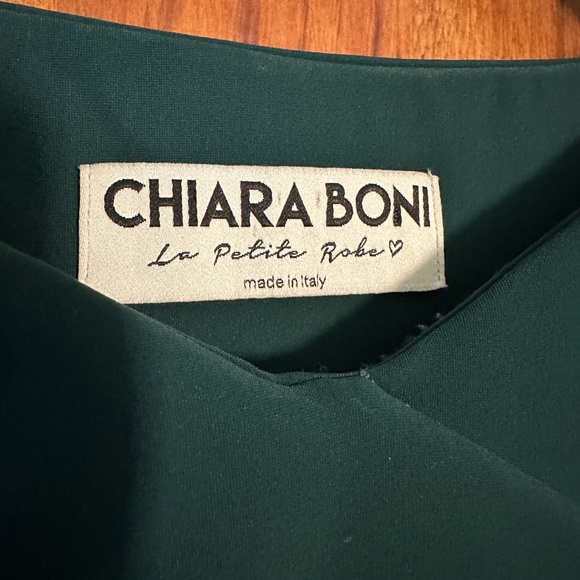 CHIARA BONI
La Petite Robe♡
made in Italy